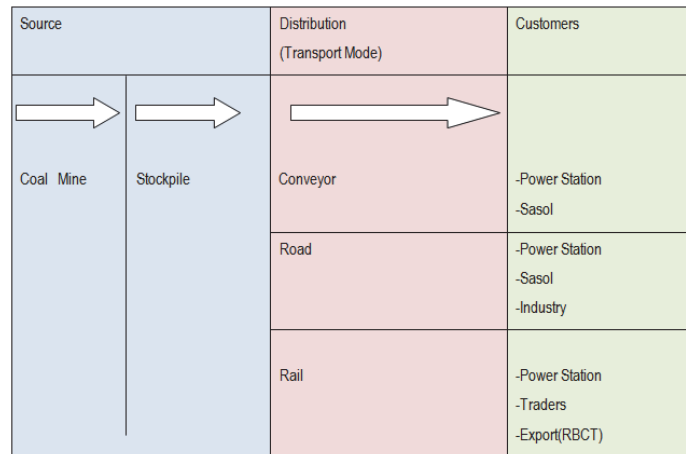 Source
Distribution
(Transport Mode)
Customers
Coal Mine
Stockpile
Conveyor
-Power Station
-Sasol
Road
-Power Station
-Sasol
-Industry
Rail
-Power Station
-Traders
-Export(RBCT)